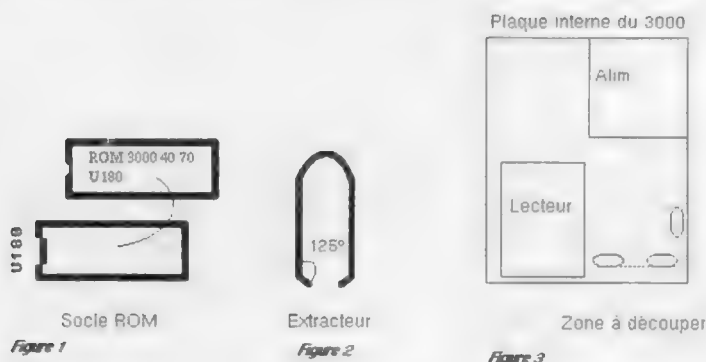 Plaque interne du 3000
Alim
Lecteur
ROM 3000 40 70
U180
U180
125°
Socle ROM
Extracteur
Zone à découper
Figure 1
Figure 2
Figure 3